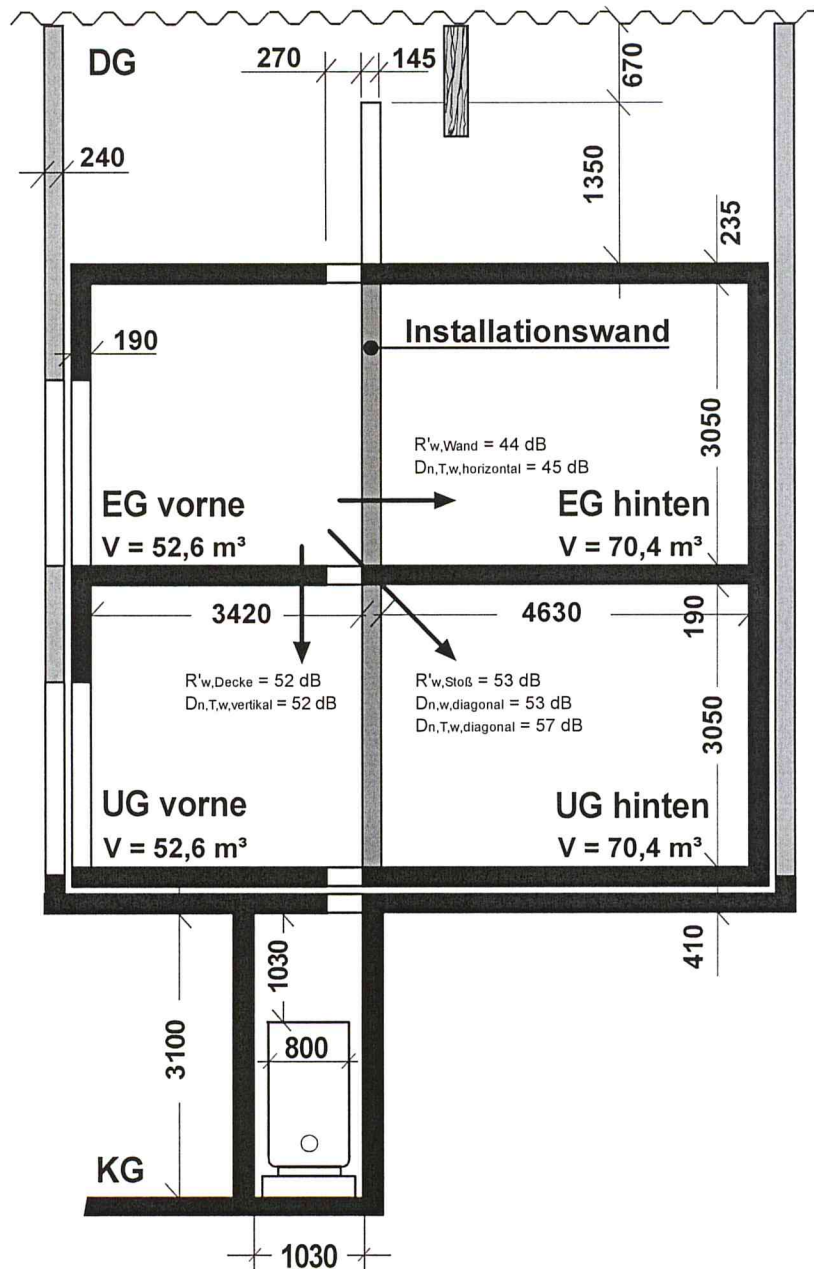 DG
270
145
670
240
1350
235
190
Installationswand
3050
R'w,Wand = 44 dB
Dn,T,w,horizontal = 45 dB
EG vorne
V = 52,6 m³
EG hinten
V = 70,4 m³
3420
4630
190
R'w,Decke = 52 dB
Dn,T,w,vertikal = 52 dB
R'w,Stoß = 53 dB
Dn,w,diagonal = 53 dB
Dn,T,w,diagonal = 57 dB
3050
UG vorne
V = 52,6 m³
UG hinten
V = 70,4 m³
410
1030
3100
800
KG
1030